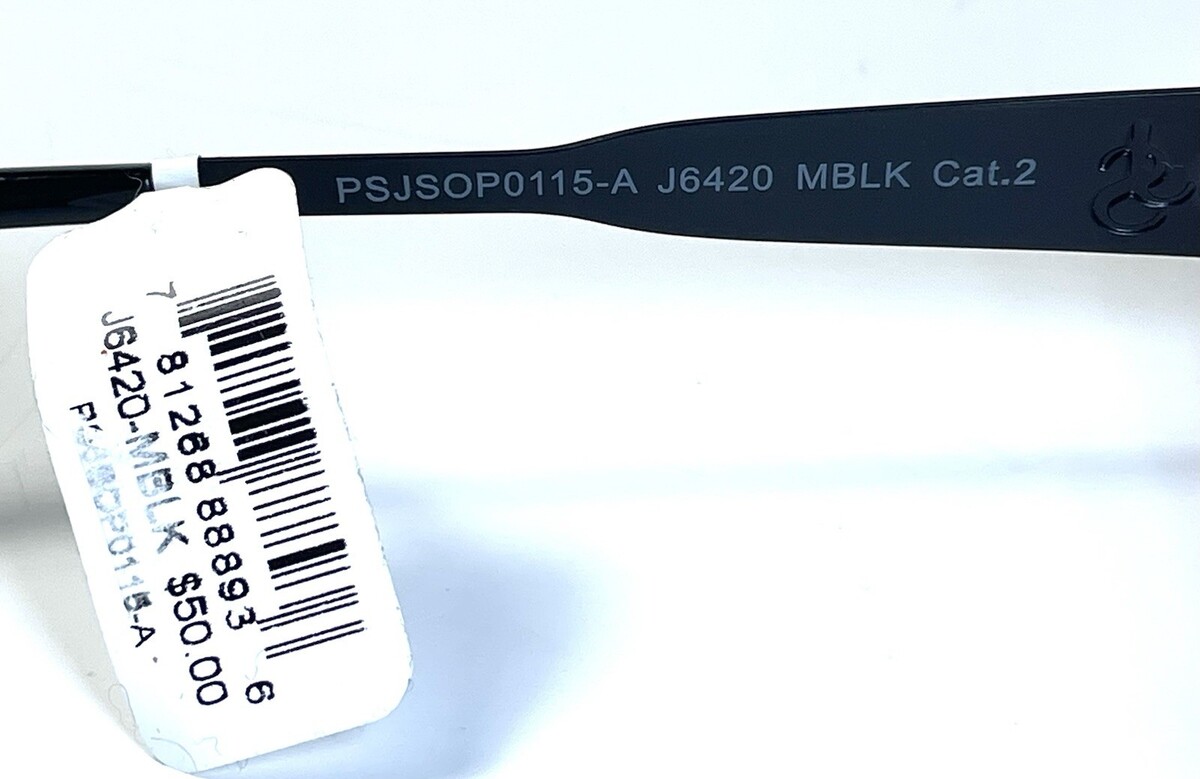 PSJSOP0115-A J6420 MBLK Cat.2
7 81268 88893 6
J6420-MBLK $50.00